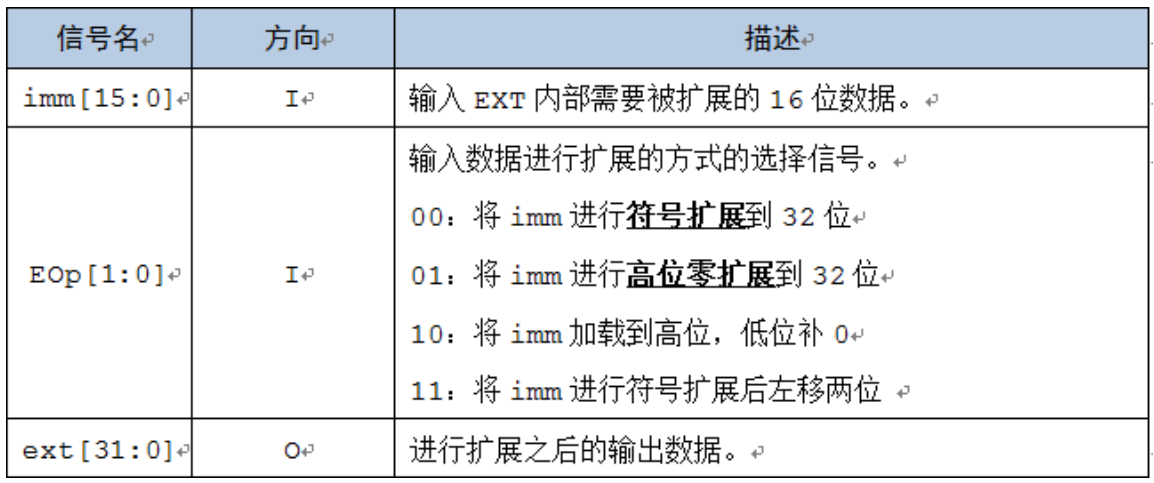 信号名 方向 描述
imm[15:0] I 输入 EXT 内部需要被扩展的 16 位数据。
输入数据进行扩展的方式的选择信号。
00：将 imm 进行符号扩展到 32 位
EOp[1:0] I 01：将 imm 进行高位零扩展到 32 位
10：将 imm 加载到高位，低位补 0
11：将 imm 进行符号扩展后左移两位
ext[31:0] O 进行扩展之后的输出数据。